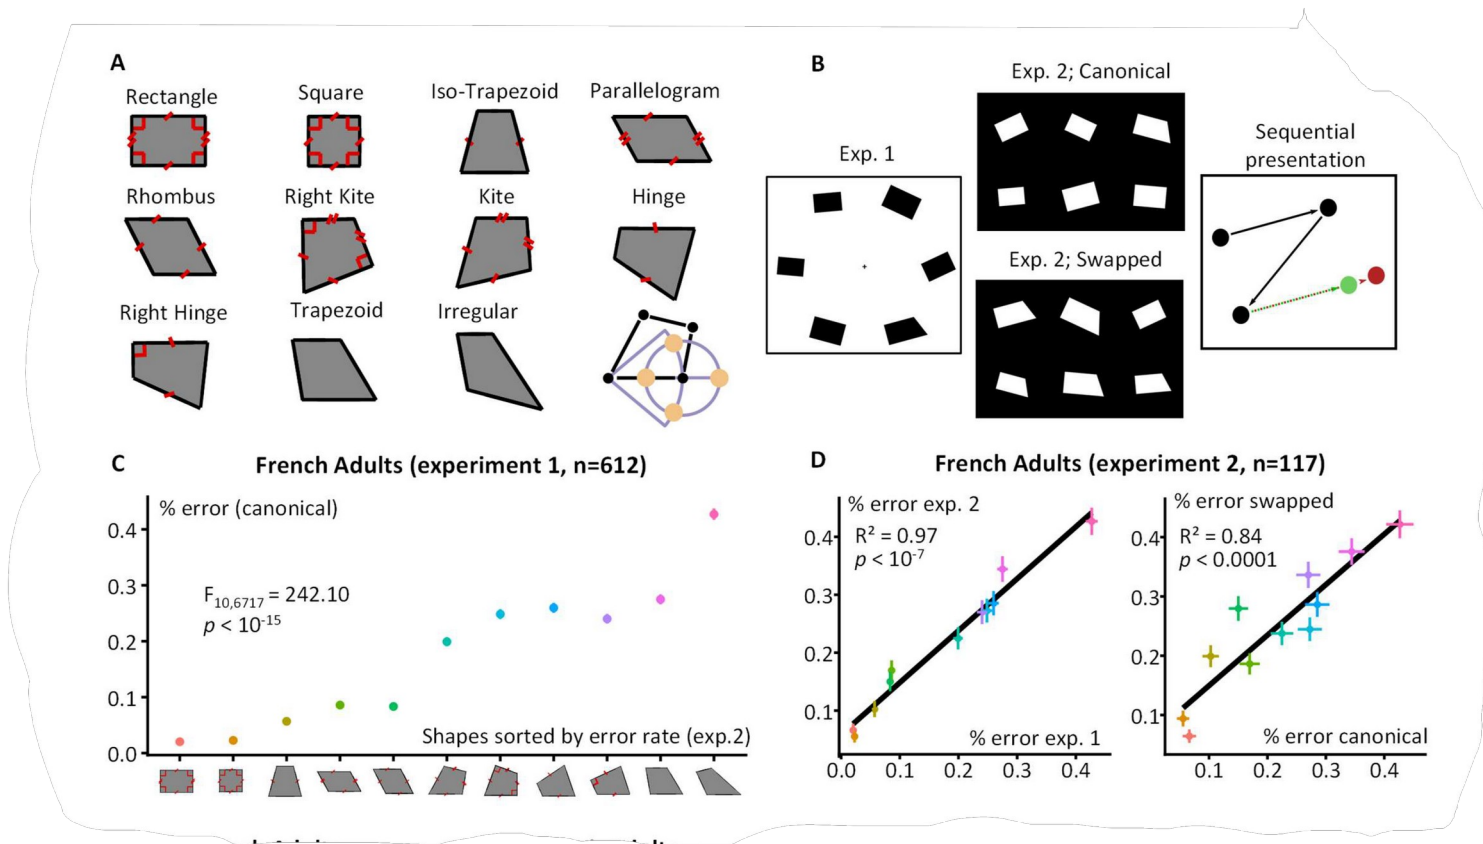 A
Rectangle
Square
Iso-Trapezoid
Parallelogram
Rhombus
Right Kite
Kite
Hinge
Right Hinge
Trapezoid
Irregular
B
Exp. 1
Exp. 2; Canonical
Exp. 2; Swapped
Sequential
presentation
C
French Adults (experiment 1, n=612)
% error (canonical)
F10,6717 = 242.10
p < 10-15
0.4
0.3
0.2
0.1
0.0
Shapes sorted by error rate (exp.2)
D
French Adults (experiment 2, n=117)
% error exp. 2
R² = 0.97
p < 10-7
0.4
0.3
0.2
0.1
% error exp. 1
0.0 0.1 0.2 0.3 0.4
% error swapped
R² = 0.84
p < 0.0001
0.4
0.3
0.2
0.1
% error canonical
0.1 0.2 0.3 0.4